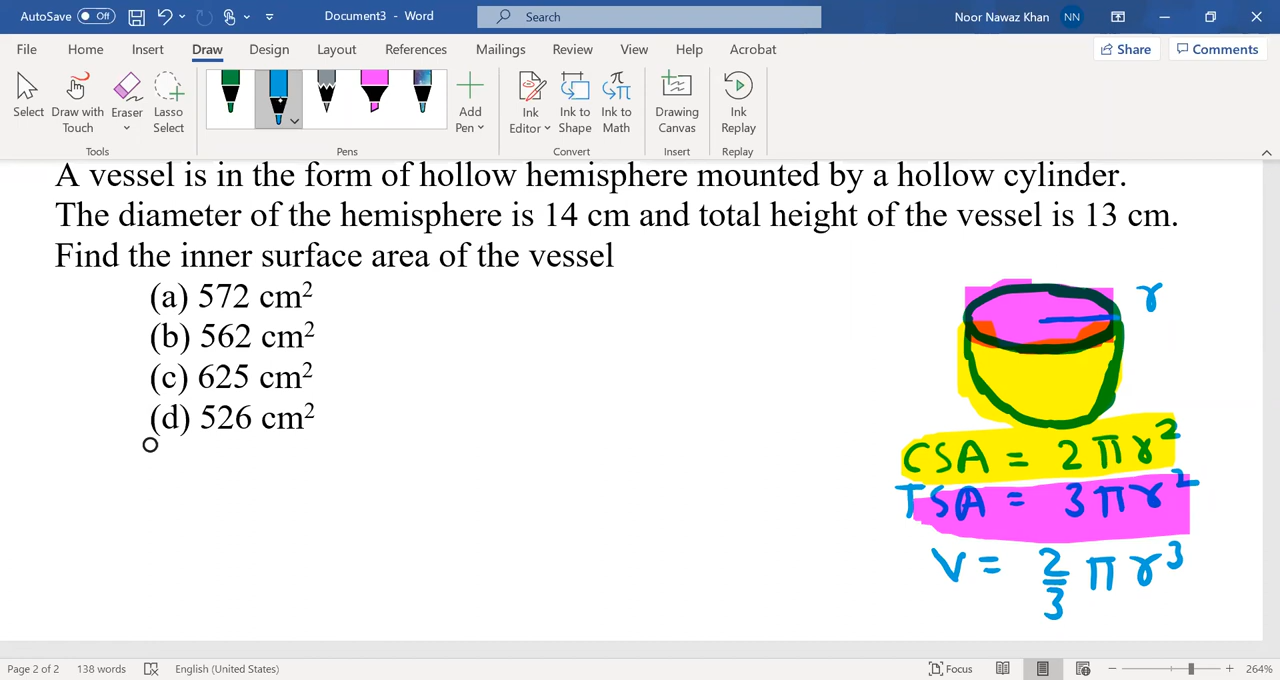 AutoSave Off Document3 - Word Search Noor Nawaz Khan NN
File Home Insert Draw Design Layout References Mailings Review View Help Acrobat Share Comments
Select Draw with Touch Eraser Lasso Select Add Pen Ink Editor Ink to Shape Ink to Math Drawing Canvas Ink Replay
Tools Pens Convert Insert Replay
A vessel is in the form of hollow hemisphere mounted by a hollow cylinder.
The diameter of the hemisphere is 14 cm and total height of the vessel is 13 cm.
Find the inner surface area of the vessel
(a) 572 cm²
(b) 562 cm²
(c) 625 cm²
(d) 526 cm²
r
CSA = 2πr²
TSA = 3πr²
V = 2/3 πr³
Page 2 of 2 138 words English (United States) Focus 264%